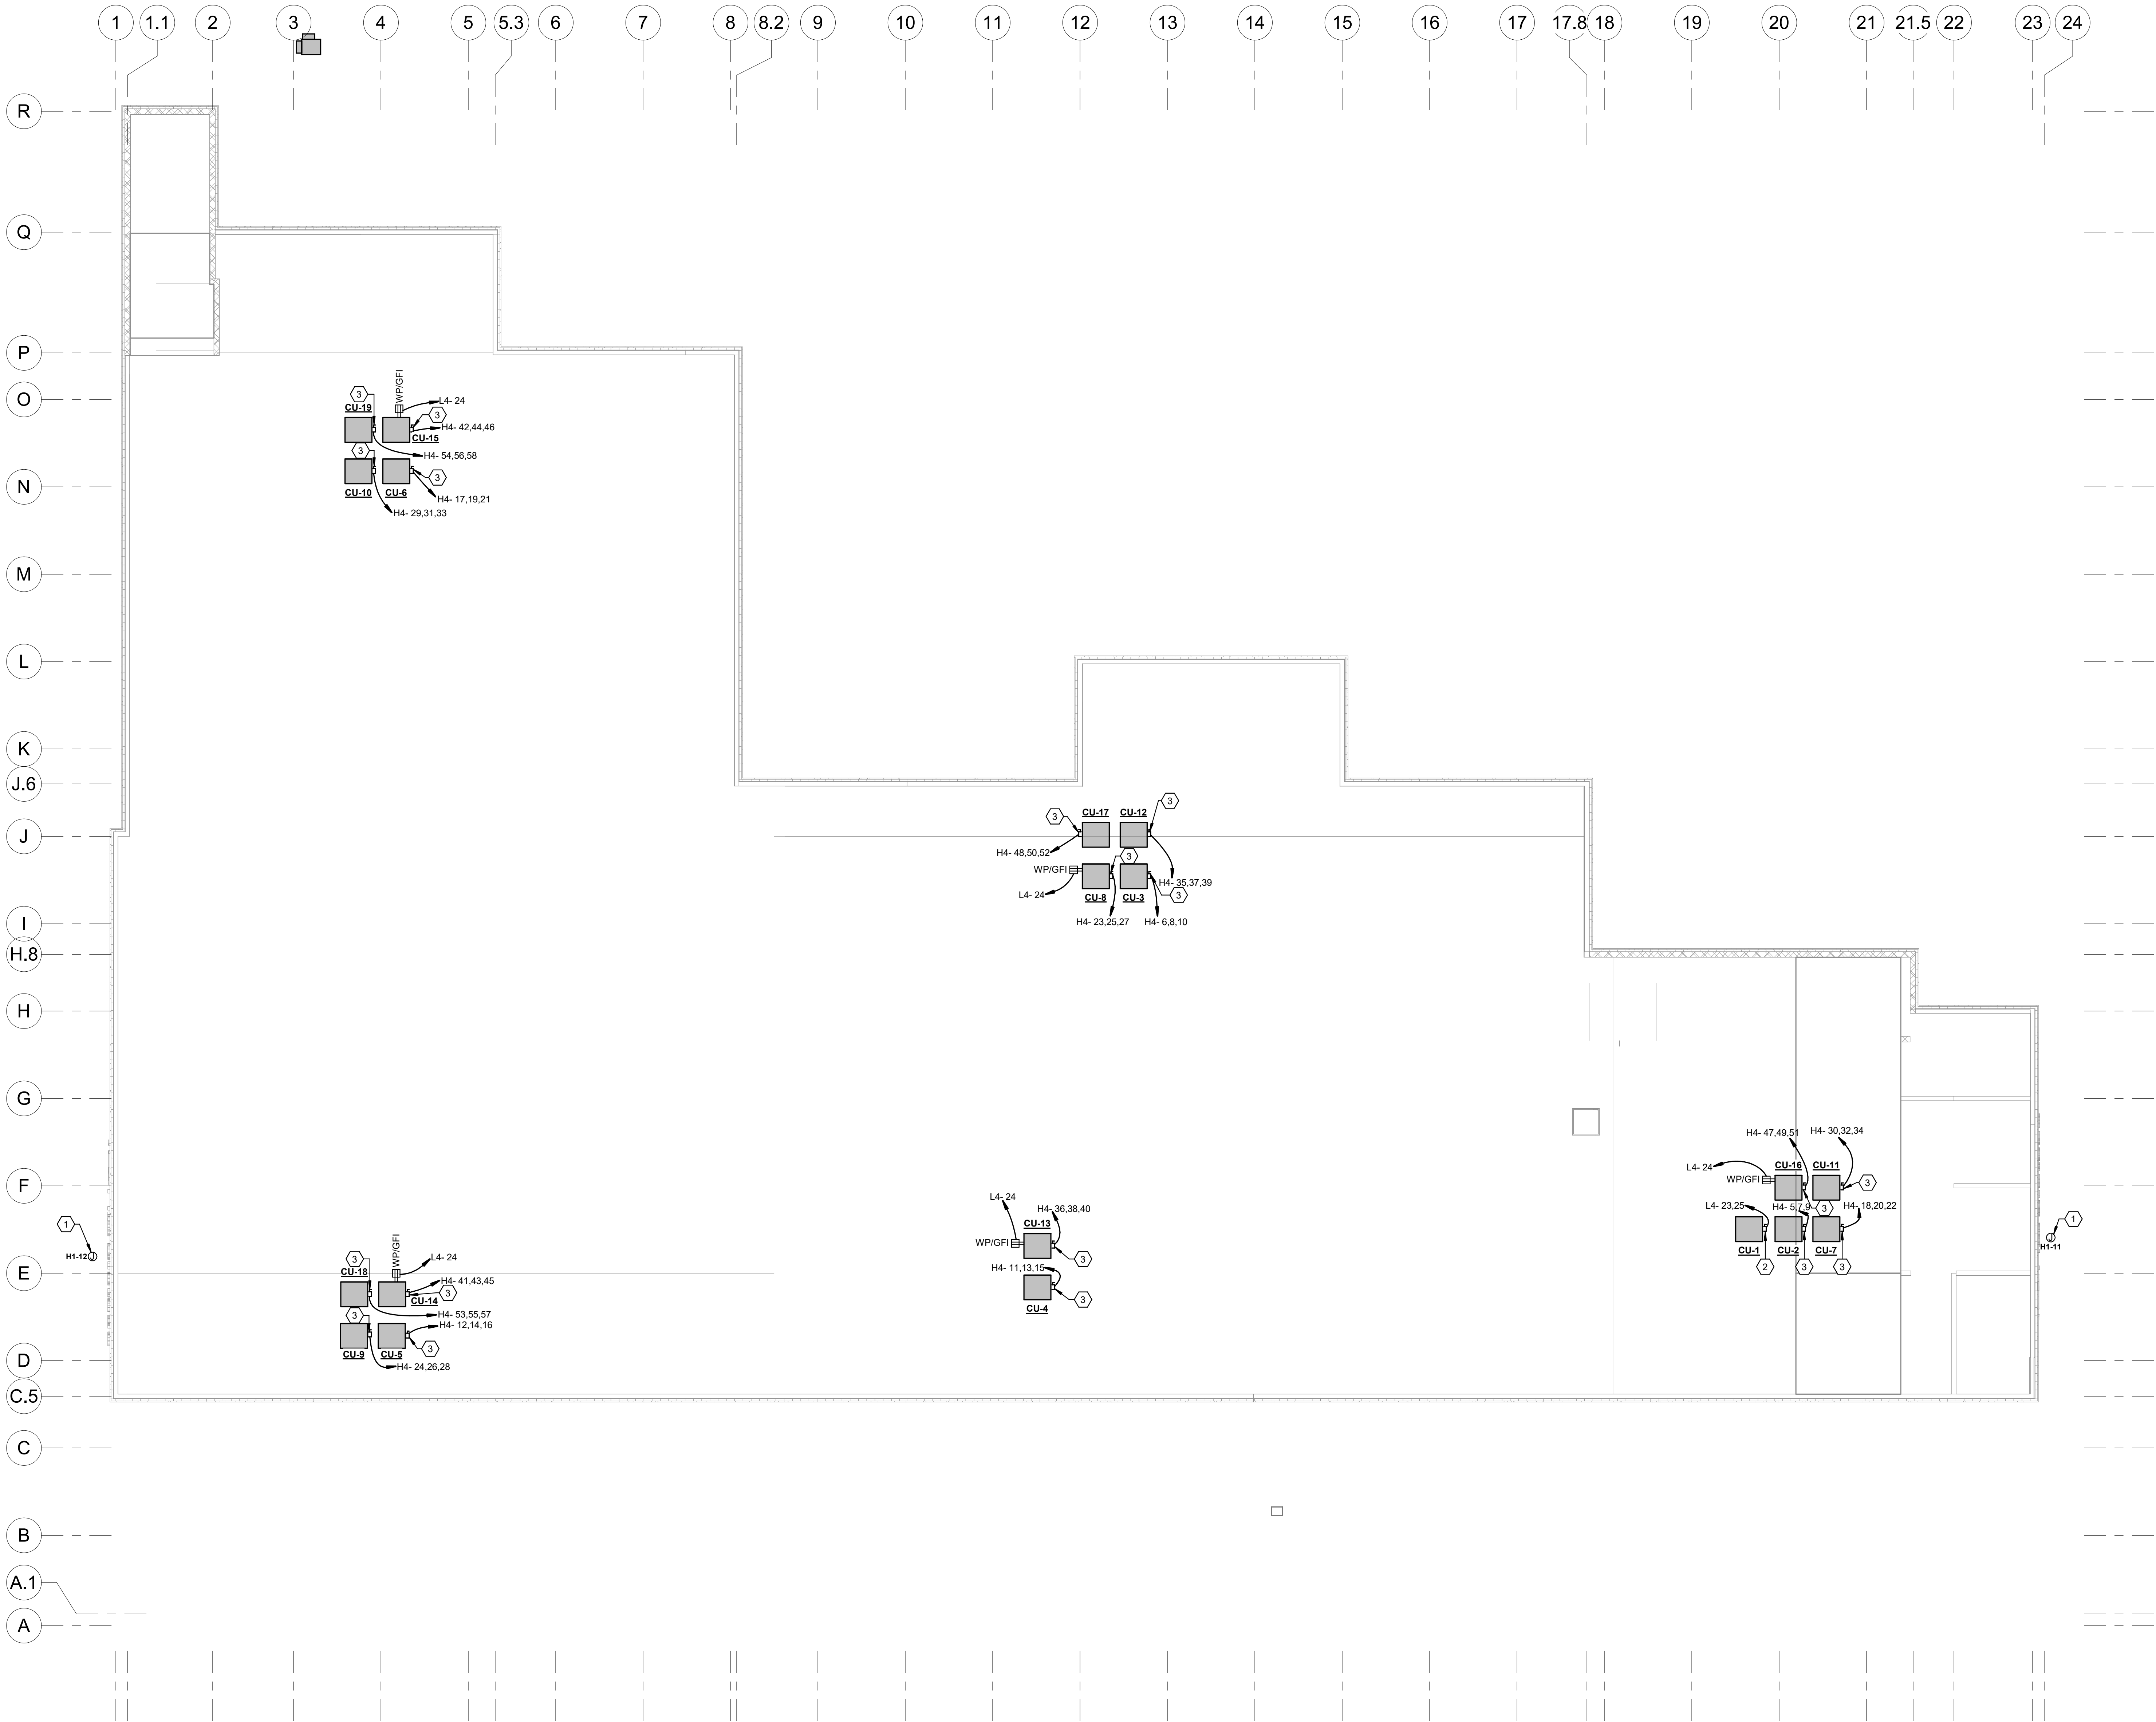 1 1.1 2 3 4 5 5.3 6 7 8 8.2 9 10 11 12 13 14 15 16 17 17.8 18 19 20 21 21.5 22 23 24
R
Q
P
O
WP/GFI
3
L4- 24
CU-19
3
H4- 42,44,46
CU-15
3
H4- 54,56,58
3
CU-10
CU-6
H4- 17,19,21
H4- 29,31,33
N
M
L
K
J.6
J
3
CU-17
CU-12
3
H4- 48,50,52
3
WP/GFI
H4- 35,37,39
L4- 24
CU-8
CU-3
3
H4- 23,25,27
H4- 6,8,10
I
H.8
H
G
H4- 47,49,51
H4- 30,32,34
L4- 24
CU-16
CU-11
WP/GFI
3
F
L4- 23,25
H4- 5,7,9
3
H4- 18,20,22
CU-1
CU-2
CU-7
2
3
3
1
H1-11
L4- 24
H4- 36,38,40
CU-13
WP/GFI
3
H4- 11,13,15
3
CU-4
1
H1-12
E
WP/GFI
3
L4- 24
CU-18
H4- 41,43,45
3
CU-14
3
H4- 53,55,57
H4- 12,14,16
3
CU-9
CU-5
H4- 24,26,28
D
C.5
C
B
A.1
A